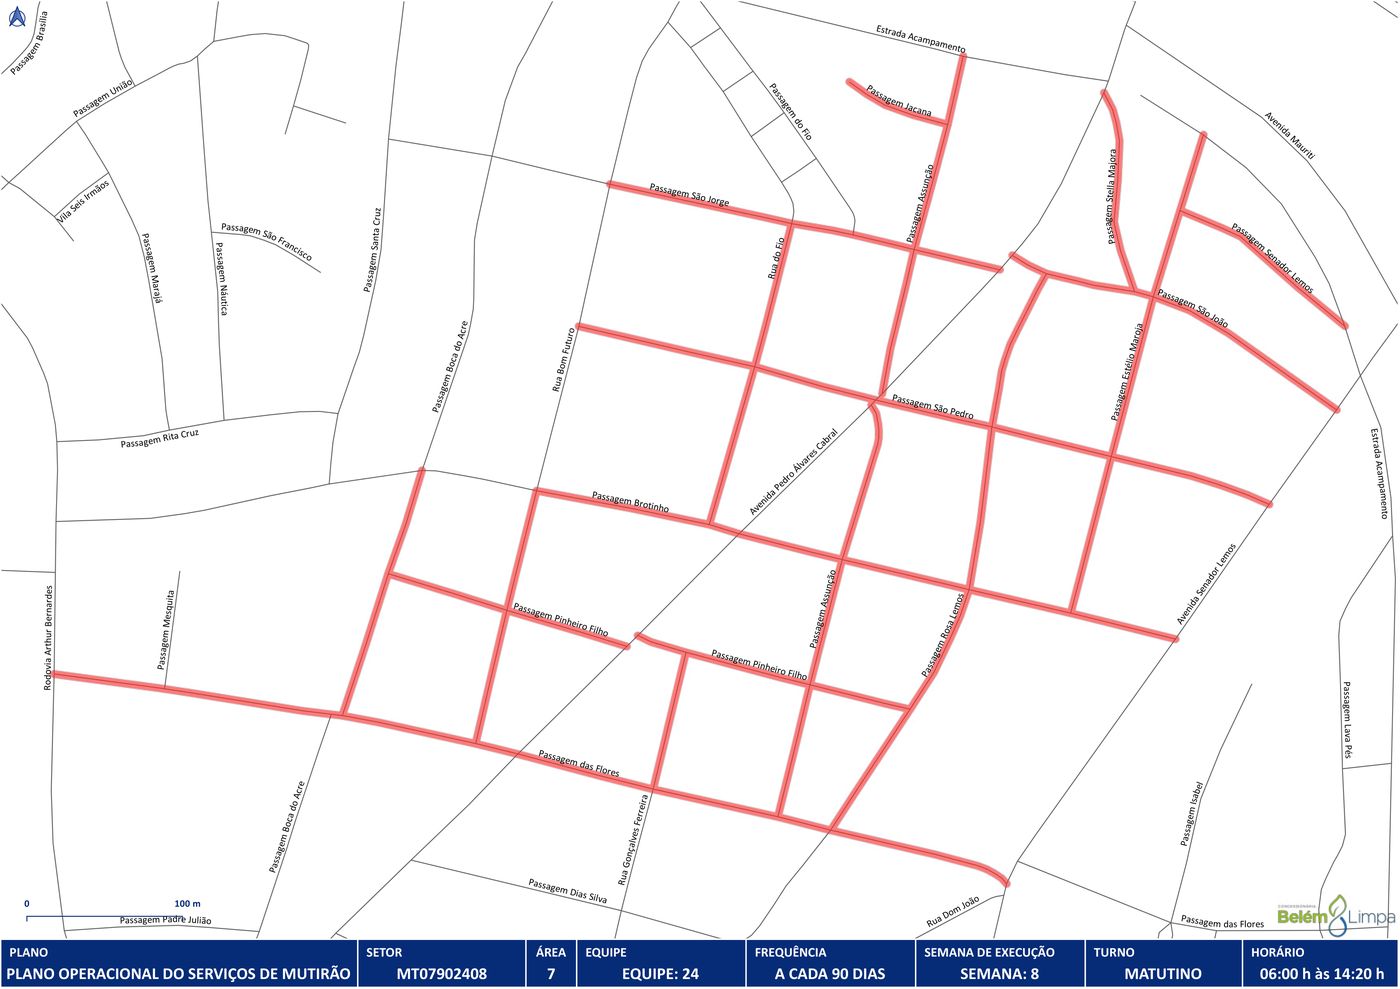 Passagem Brasília
Passagem União
Vila Seis Irmãos
Passagem Marajá
Passagem Náutica
Passagem São Francisco
Passagem Santa Cruz
Passagem Rita Cruz
Passagem Boca do Acre
Rua Bom Futuro
Estrada Acampamento
Passagem do Fio
Passagem Jacana
Passagem São Jorge
Rua do Fio
Passagem Assunção
Passagem Stella Majora
Avenida Mauriti
Passagem Senador Lemos
Passagem São João
Passagem Estélio Maroja
Passagem São Pedro
Avenida Pedro Álvares Cabral
Passagem Brotinho
Estrada Acampamento
Avenida Senador Lemos
Rodovia Arthur Bernardes
Passagem Mesquita
Passagem Pinheiro Filho
Passagem Pinheiro Filho
Passagem Assunção
Passagem Rosa Lemos
Passagem Lava Pés
Passagem das Flores
Passagem Boca do Acre
Rua Gonçalves Ferreira
Passagem Isabel
Passagem Dias Silva
Rua Dom João
Passagem das Flores
0 100 m
Passagem Padre Julião
CONCESSIONÁRIA
Belém Limpa
PLANO
PLANO OPERACIONAL DO SERVIÇOS DE MUTIRÃO
SETOR
MT07902408
ÁREA
7
EQUIPE
EQUIPE: 24
FREQUÊNCIA
A CADA 90 DIAS
SEMANA DE EXECUÇÃO
SEMANA: 8
TURNO
MATUTINO
HORÁRIO
06:00 h às 14:20 h